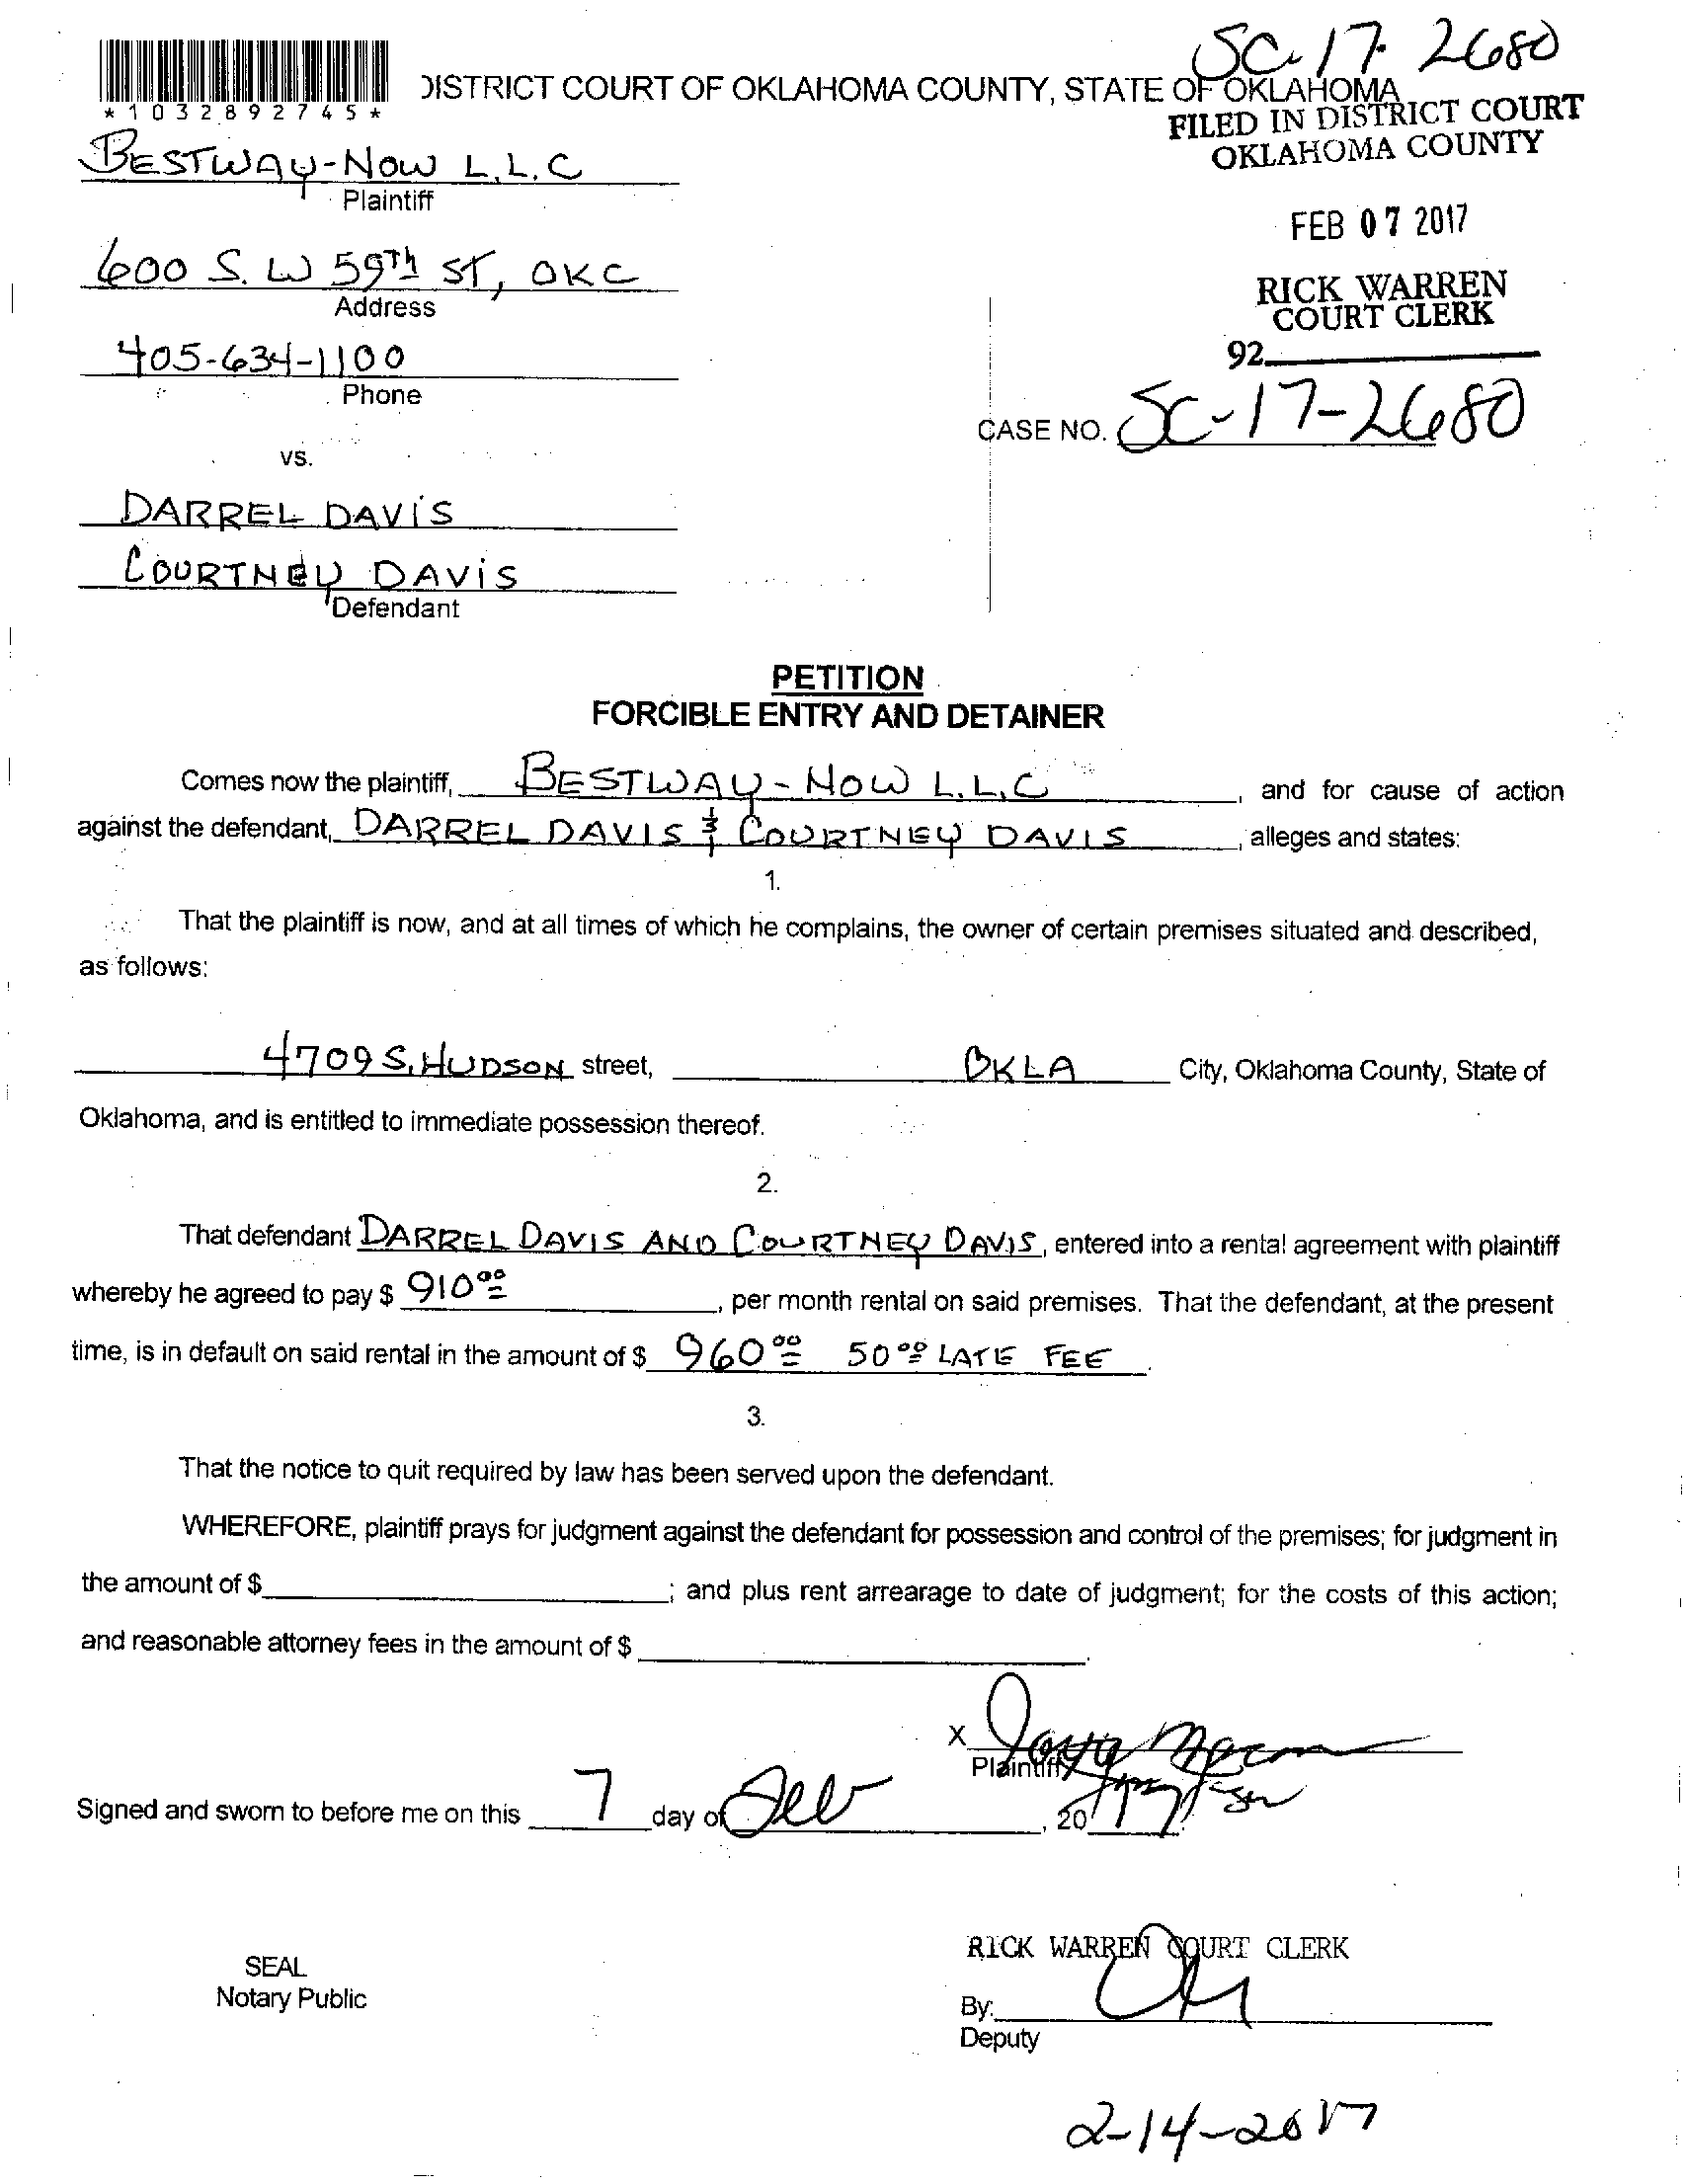 SC-17-2680
*1032892745*
DISTRICT COURT OF OKLAHOMA COUNTY, STATE OF OKLAHOMA
FILED IN DISTRICT COURT
OKLAHOMA COUNTY
BESTWAY-NOW L.L.C
Plaintiff
FEB 07 2017
600 S.W 59TH ST, OKC
Address
RICK WARREN
COURT CLERK
405-634-1100
Phone
92
CASE NO. SC-17-2680
vs.
DARREL DAVIS
COURTNEY DAVIS
Defendant
PETITION
FORCIBLE ENTRY AND DETAINER
Comes now the plaintiff, BESTWAY-NOW L.L.C, and for cause of action
against the defendant, DARREL DAVIS & COURTNEY DAVIS, alleges and states:
1.
That the plaintiff is now, and at all times of which he complains, the owner of certain premises situated and described,
as follows:
4709 S. HUDSON street, OKLA City, Oklahoma County, State of
Oklahoma, and is entitled to immediate possession thereof.
2.
That defendant DARREL DAVIS AND COURTNEY DAVIS, entered into a rental agreement with plaintiff
whereby he agreed to pay $ 910.00, per month rental on said premises. That the defendant, at the present
time, is in default on said rental in the amount of $ 960.00 50.00 LATE FEE.
3.
That the notice to quit required by law has been served upon the defendant.
WHEREFORE, plaintiff prays for judgment against the defendant for possession and control of the premises; for judgment in
the amount of $; and plus rent arrearage to date of judgment; for the costs of this action;
and reasonable attorney fees in the amount of $.
X
Plaintiff
Signed and sworn to before me on this 7 day of Feb, 2017.
RICK WARREN COURT CLERK
SEAL
Notary Public
By:
Deputy
2-14-2017